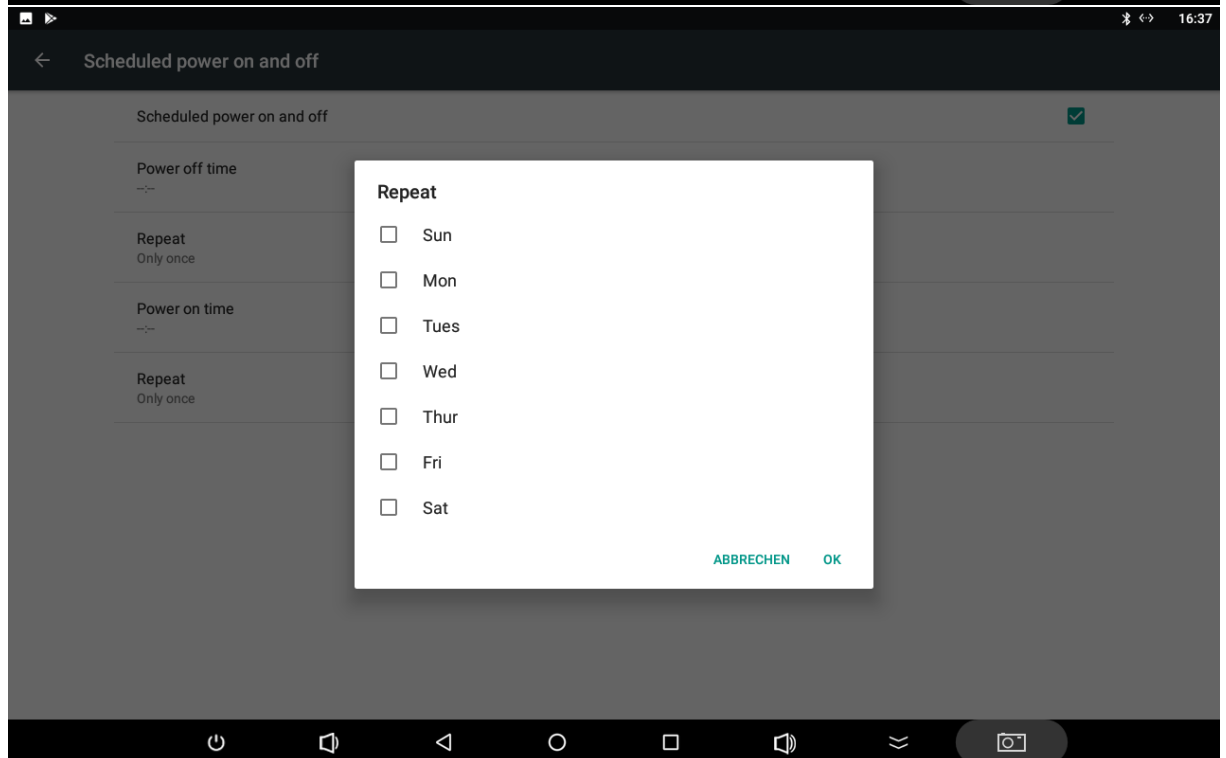 16:37
Scheduled power on and off
Scheduled power on and off
Power off time
--:--
Repeat
Only once
Power on time
--:--
Repeat
Only once
Repeat
Sun
Mon
Tues
Wed
Thur
Fri
Sat
ABBRECHEN OK